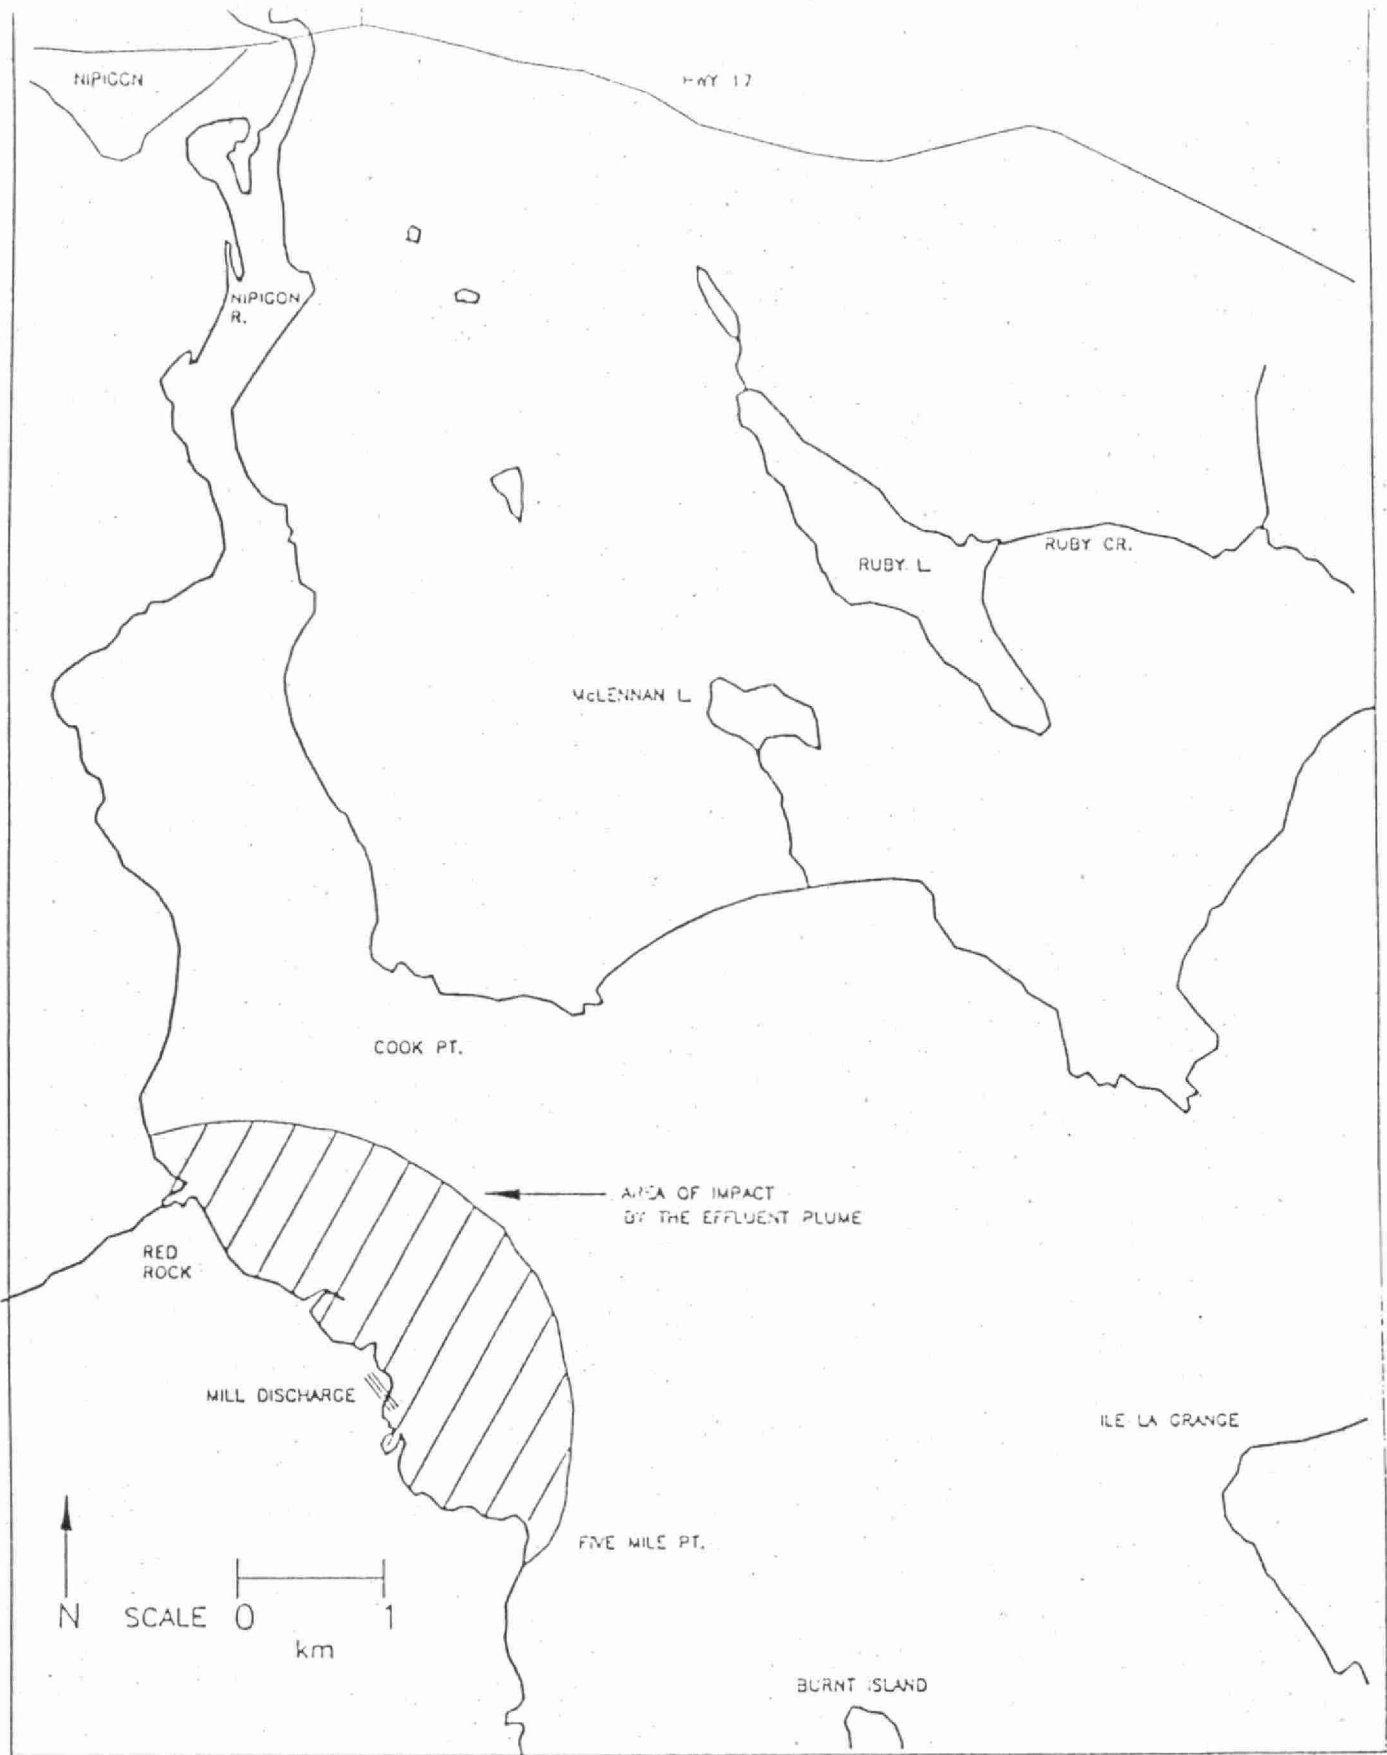 NIPIGON
HWY 17
NIPIGON
R.
RUBY L
RUBY CR.
McLENNAN L
COOK PT.
AREA OF IMPACT
BY THE EFFLUENT PLUME
RED
ROCK
MILL DISCHARGE
ILE LA GRANGE
FIVE MILE PT.
N SCALE 0 1
km
BURNT ISLAND